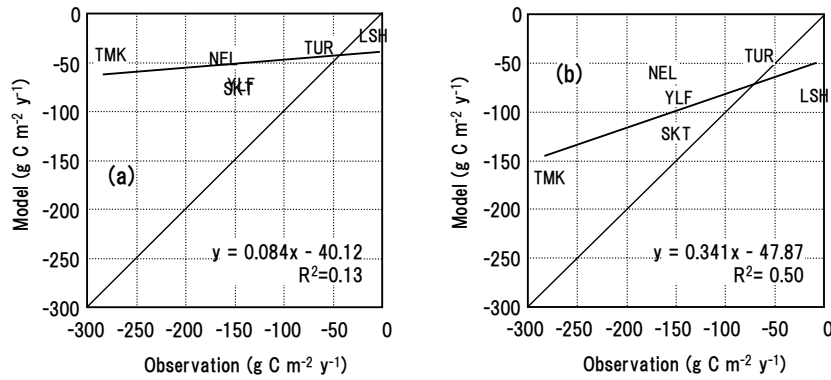 0
-50
-100
-150
-200
-250
-300
Model (g C m-2 y-1)
TMK
NEL
TUR
LSH
YLF
SKT
(a)
y = 0.084x - 40.12
R2=0.13
-300 -250 -200 -150 -100 -50 0
Observation (g C m-2 y-1)
0
-50
-100
-150
-200
-250
-300
Model (g C m-2 y-1)
(b)
TUR
NEL
YLF
LSH
SKT
TMK
y = 0.341x - 47.87
R2= 0.50
-300 -250 -200 -150 -100 -50 0
Observation (g C m-2 y-1)